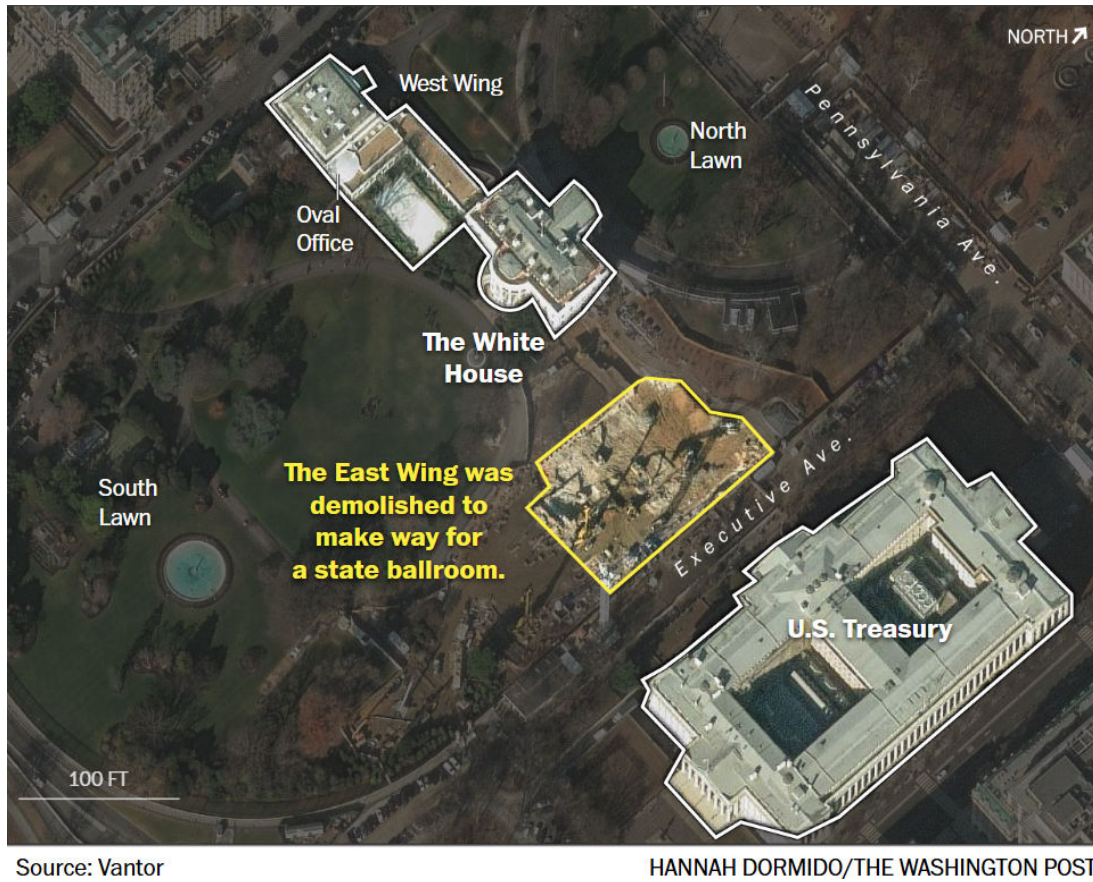 NORTH
West Wing
North
Lawn
Pennsylvania Ave.
Oval
Office
The White
House
The East Wing was
demolished to
make way for
a state ballroom.
South
Lawn
Executive Ave.
U.S. Treasury
100 FT
Source: Vantor
HANNAH DORMIDO/THE WASHINGTON POST